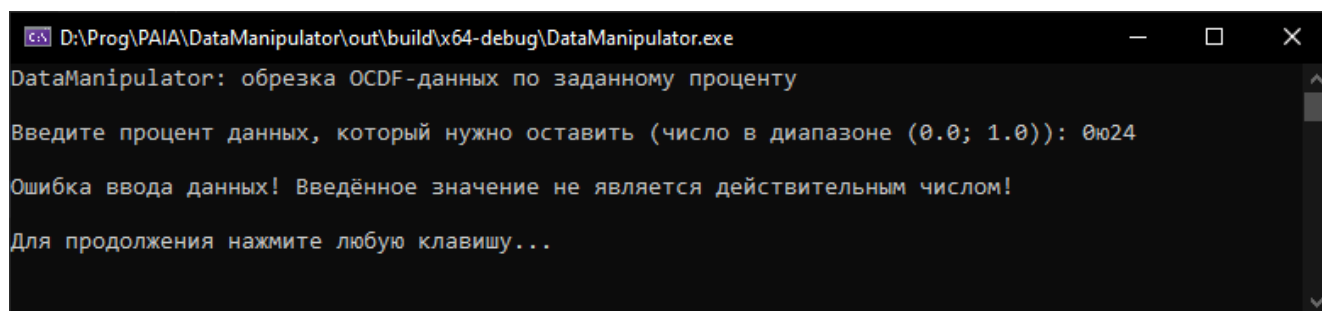 D:\Prog\PAIA\DataManipulator\out\build\x64-debug\DataManipulator.exe
DataManipulator: обрезка OCDF-данных по заданному проценту
Введите процент данных, который нужно оставить (число в диапазоне (0.0; 1.0)): 0ю24
Ошибка ввода данных! Введённое значение не является действительным числом!
Для продолжения нажмите любую клавишу...